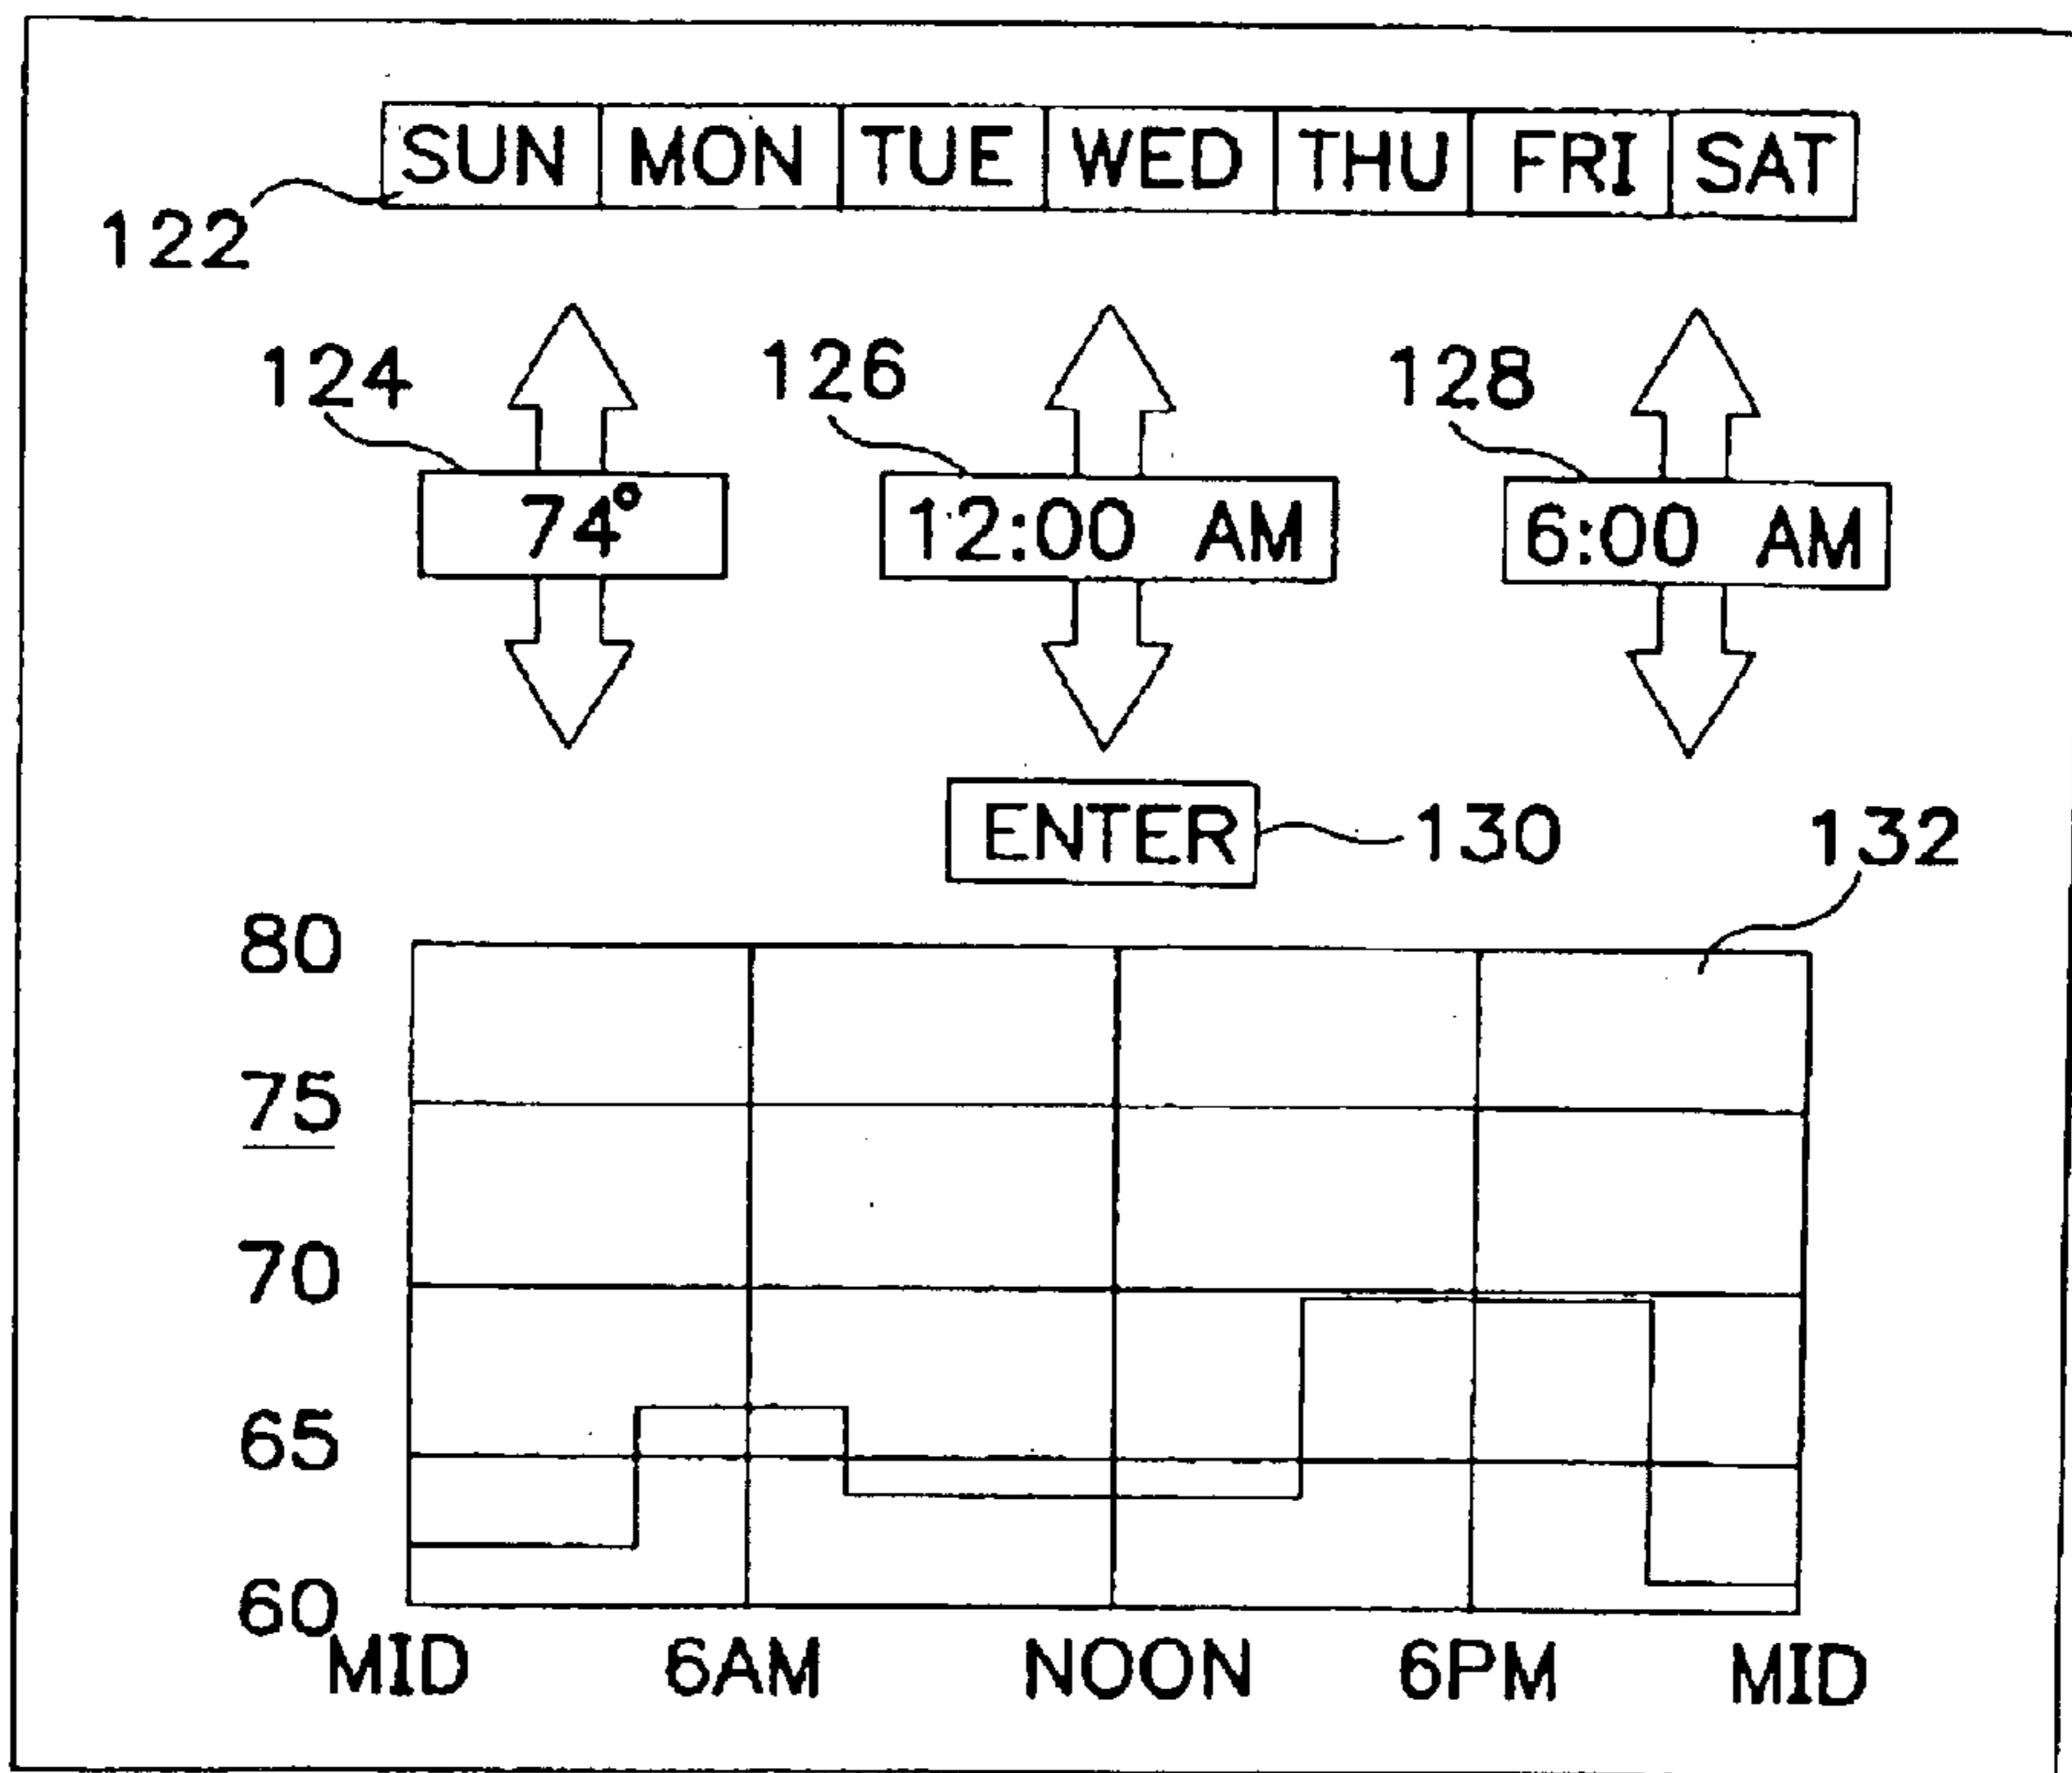 SUN MON TUE WED THU FRI SAT
122
124 126 128
74° 12:00 AM 6:00 AM
ENTER 130 132
80
75
70
65
60
MID 6AM NOON 6PM MID